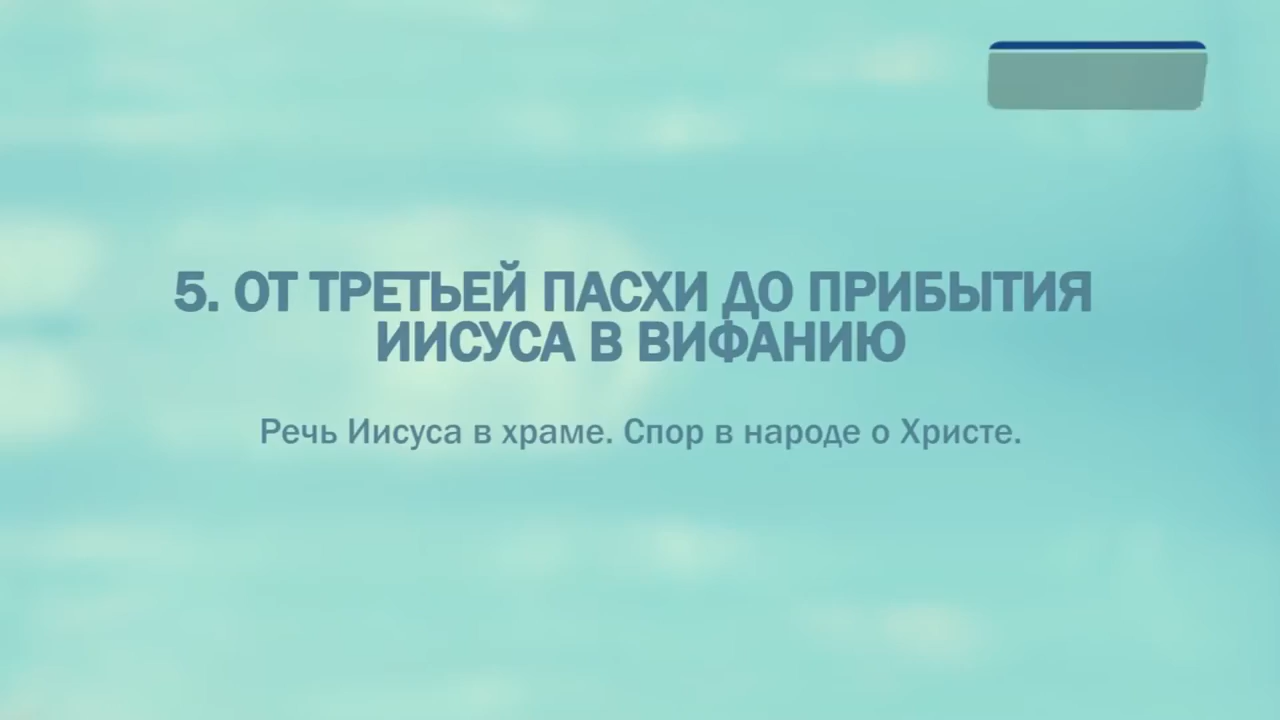 5. ОТ ТРЕТЬЕЙ ПАСХИ ДО ПРИБЫТИЯ
ИИСУСА В ВИФАНИЮ
Речь Иисуса в храме. Спор в народе о Христе.